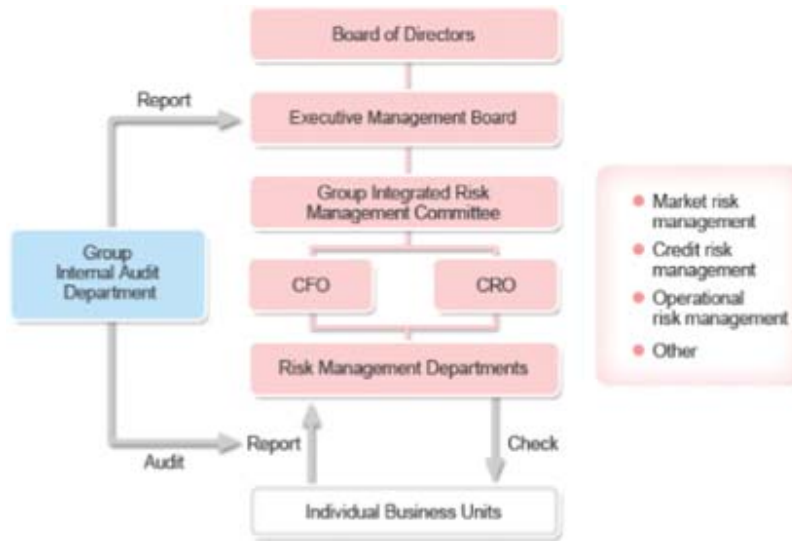 Board of Directors
Report
Executive Management Board
Group Integrated Risk
Management Committee
Group
Internal Audit
Department
CFO
CRO
Risk Management Departments
Audit
Report
Check
Individual Business Units
Market risk
management
Credit risk
management
Operational
risk management
Other